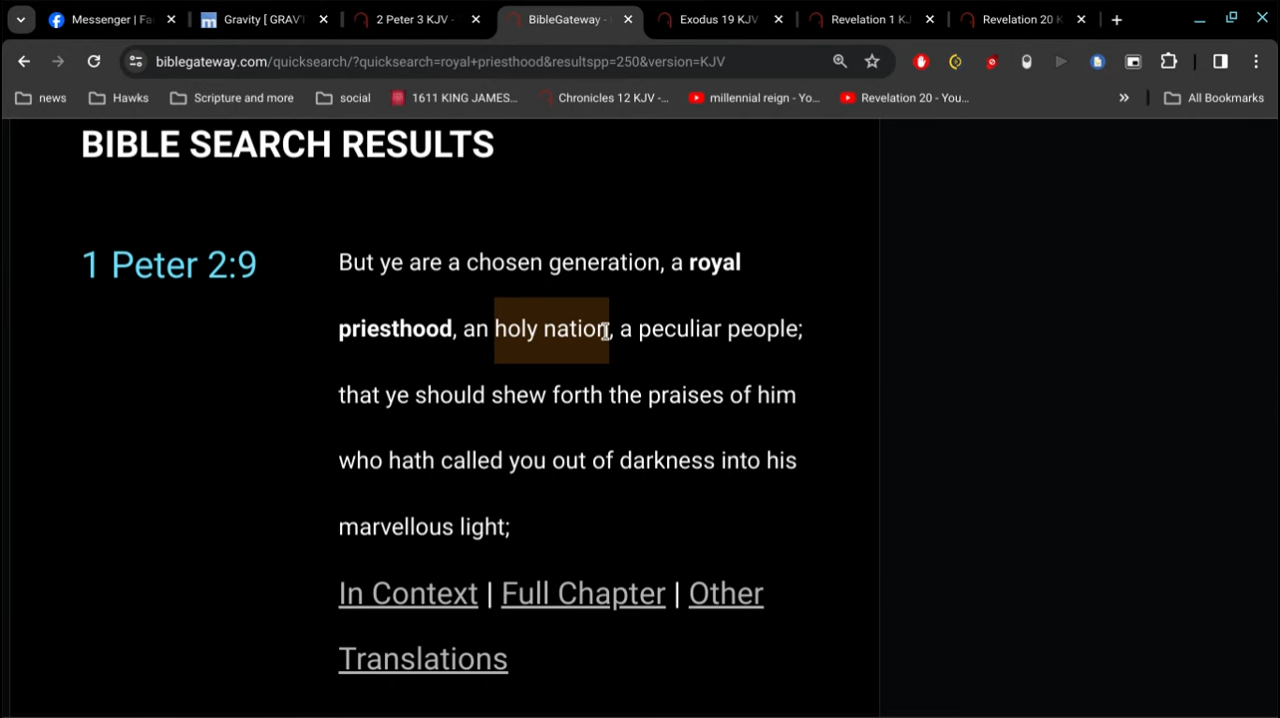 Messenger | Fa
Gravity [ GRAV
2 Peter 3 KJV -
BibleGateway -
Exodus 19 KJV
Revelation 1 KJ
Revelation 20 K
biblegateway.com/quicksearch/?quicksearch=royal+priesthood&resultspp=250&version=KJV
news
Hawks
Scripture and more
social
1611 KING JAMES...
Chronicles 12 KJV -...
millennial reign - Yo...
Revelation 20 - You...
»
All Bookmarks
BIBLE SEARCH RESULTS
1 Peter 2:9
But ye are a chosen generation, a royal
priesthood, an holy nation, a peculiar people;
that ye should shew forth the praises of him
who hath called you out of darkness into his
marvellous light;
In Context | Full Chapter | Other
Translations